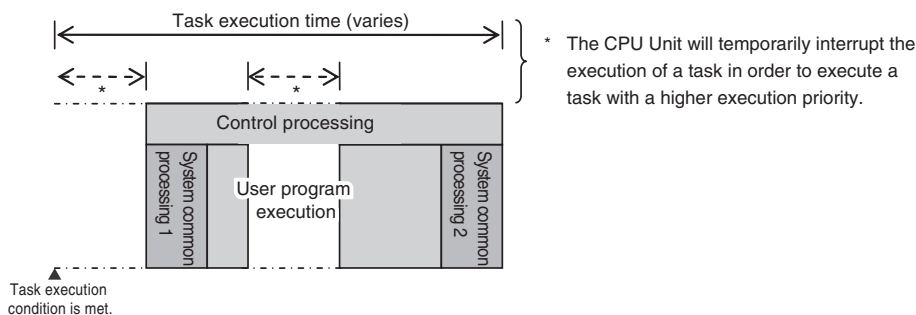 Task execution time (varies)
*
*
* The CPU Unit will temporarily interrupt the
execution of a task in order to execute a
task with a higher execution priority.
Control processing
System common
processing 1
User program
execution
System common
processing 2
Task execution
condition is met.